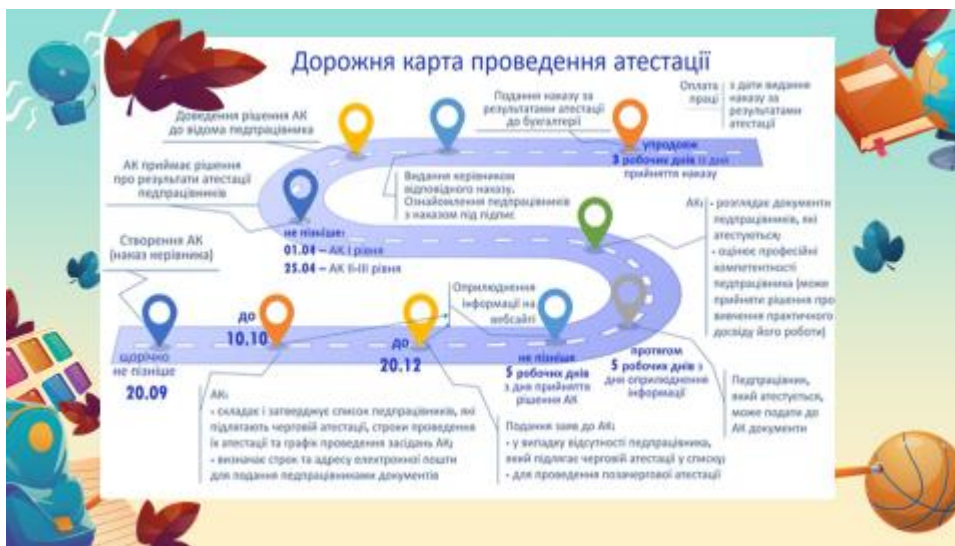 Дорожня карта проведення атестації
Оплата
праці
з дати видання
наказу за
результатами
атестації
Подання наказу за
результатами атестації
до бухгалтерії
Доведення рішення АК
до відома педпрацівника
упродовж
3 робочих днів із дня
прийняття наказу
АК приймає рішення
про результати атестації
педпрацівників
Видання керівником
відповідного наказу.
Ознайомлення педпрацівників
з наказом під підпис
не пізніше:
01.04 – АК І рівня
25.04 – АК ІІ-ІІІ рівня
АК:
• розглядає документи
педпрацівників, які
атестуються;
• оцінює професійні
компетентності
педпрацівника (може
прийняти рішення про
вивчення практичного
досвіду його роботи)
Створення АК
(наказ керівника)
Оприлюднення
інформації на
вебсайті
щорічно
не пізніше
20.09
до
10.10
до
20.12
не пізніше
5 робочих днів
з дня прийняття
рішення АК
протягом
5 робочих днів з
дня оприлюднення
інформації
Педпрацівник,
який атестується,
може подати до
АК документи
АК:
• складає і затверджує список педпрацівників, які
підлягають черговій атестації, строки проведення
їх атестації та графік проведення засідань АК;
• визначає строк та адресу електронної пошти
для подання педпрацівниками документів
Подання заяв до АК:
• у випадку відсутності педпрацівника,
який підлягає черговій атестації у списку;
• для проведення позачергової атестації